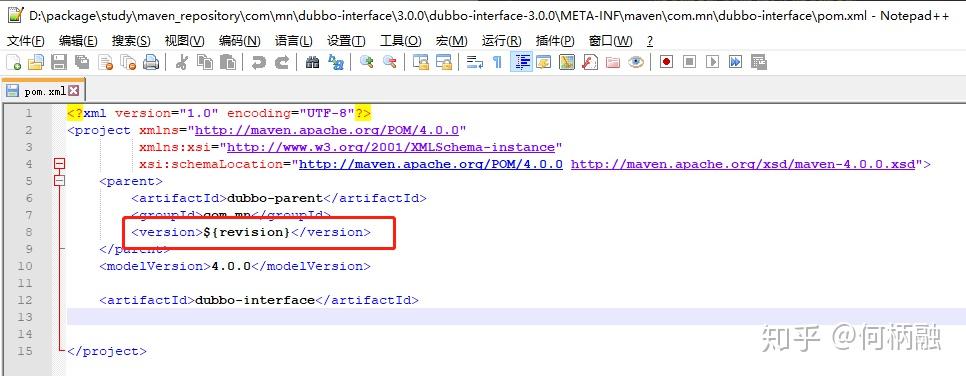 D:\package\study\maven_repository\com\mn\dubbo-interface\3.0.0\dubbo-interface-3.0.0\META-INF\maven\com.mn\dubbo-interface\pom.xml - Notepad++
文件(F) 编辑(E) 搜索(S) 视图(V) 编码(N) 语言(L) 设置(T) 工具(O) 宏(M) 运行(R) 插件(P) 窗口(W) ?
pom.xml
1 <?xml version="1.0" encoding="UTF-8"?>
2 <project xmlns="http://maven.apache.org/POM/4.0.0"
3 xmlns:xsi="http://www.w3.org/2001/XMLSchema-instance"
4 xsi:schemaLocation="http://maven.apache.org/POM/4.0.0 http://maven.apache.org/xsd/maven-4.0.0.xsd">
5 <parent>
6 <artifactId>dubbo-parent</artifactId>
7 <groupId>com.mn</groupId>
8 <version>${revision}</version>
9 </parent>
10 <modelVersion>4.0.0</modelVersion>
11
12 <artifactId>dubbo-interface</artifactId>
13
14
15 </project>
知乎 @何柄融